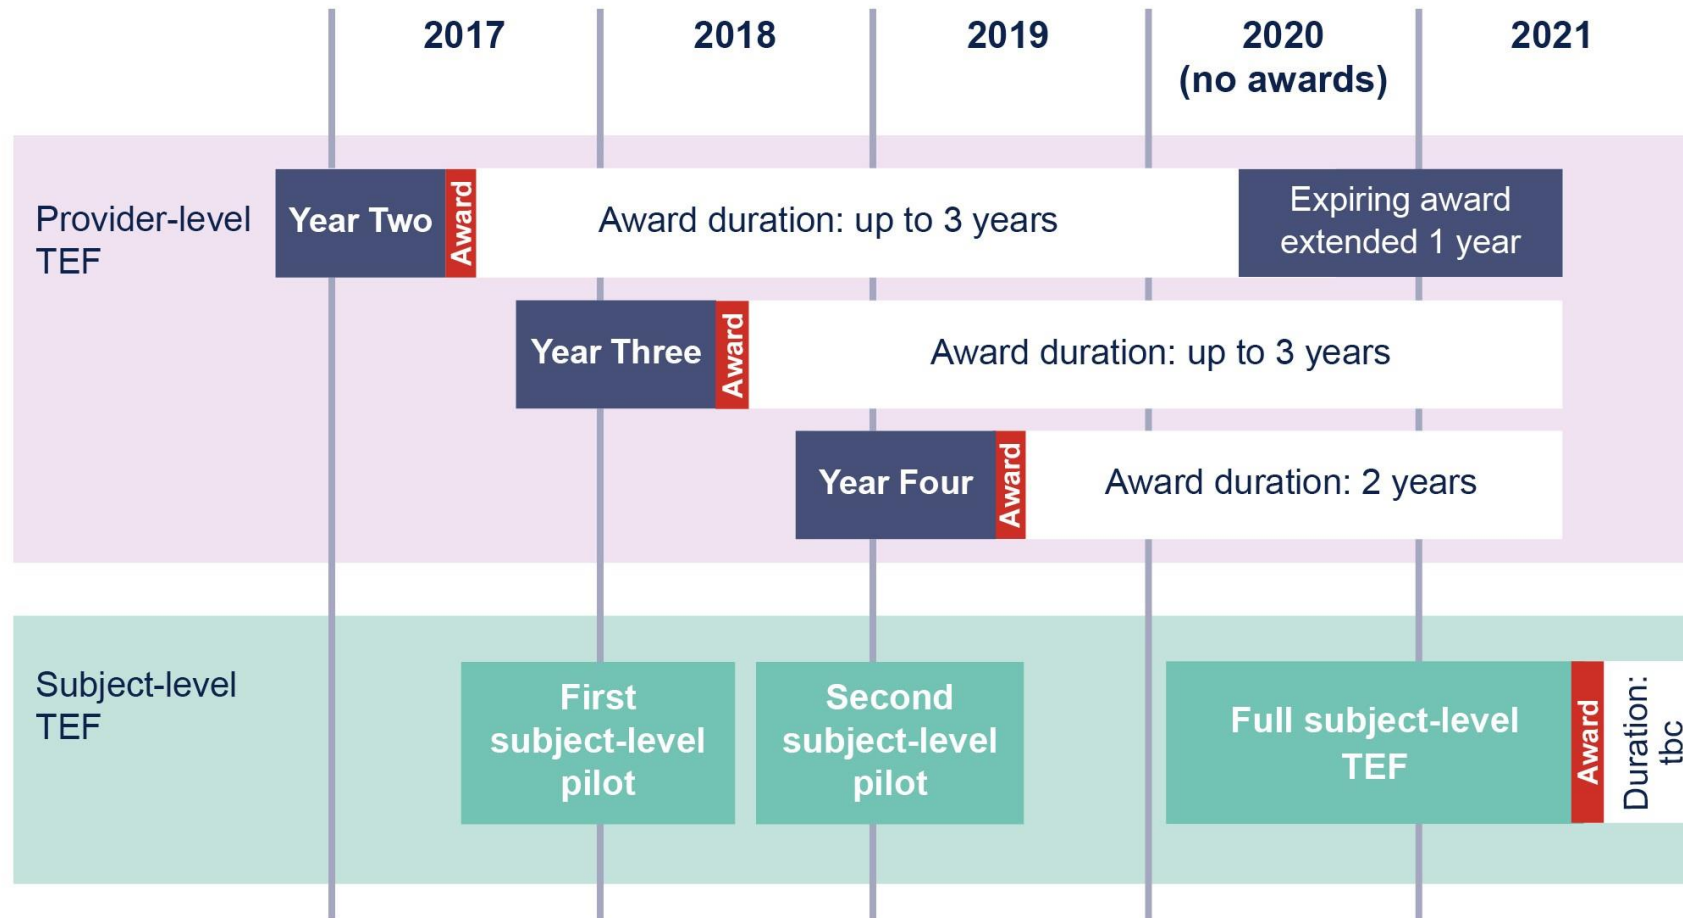 2017
2018
2019
2020
(no awards)
2021
Provider-level
TEF
Year Two
Award
Award duration: up to 3 years
Expiring award
extended 1 year
Year Three
Award
Award duration: up to 3 years
Year Four
Award
Award duration: 2 years
Subject-level
TEF
First
subject-level
pilot
Second
subject-level
pilot
Full subject-level
TEF
Award
Duration:
tbc